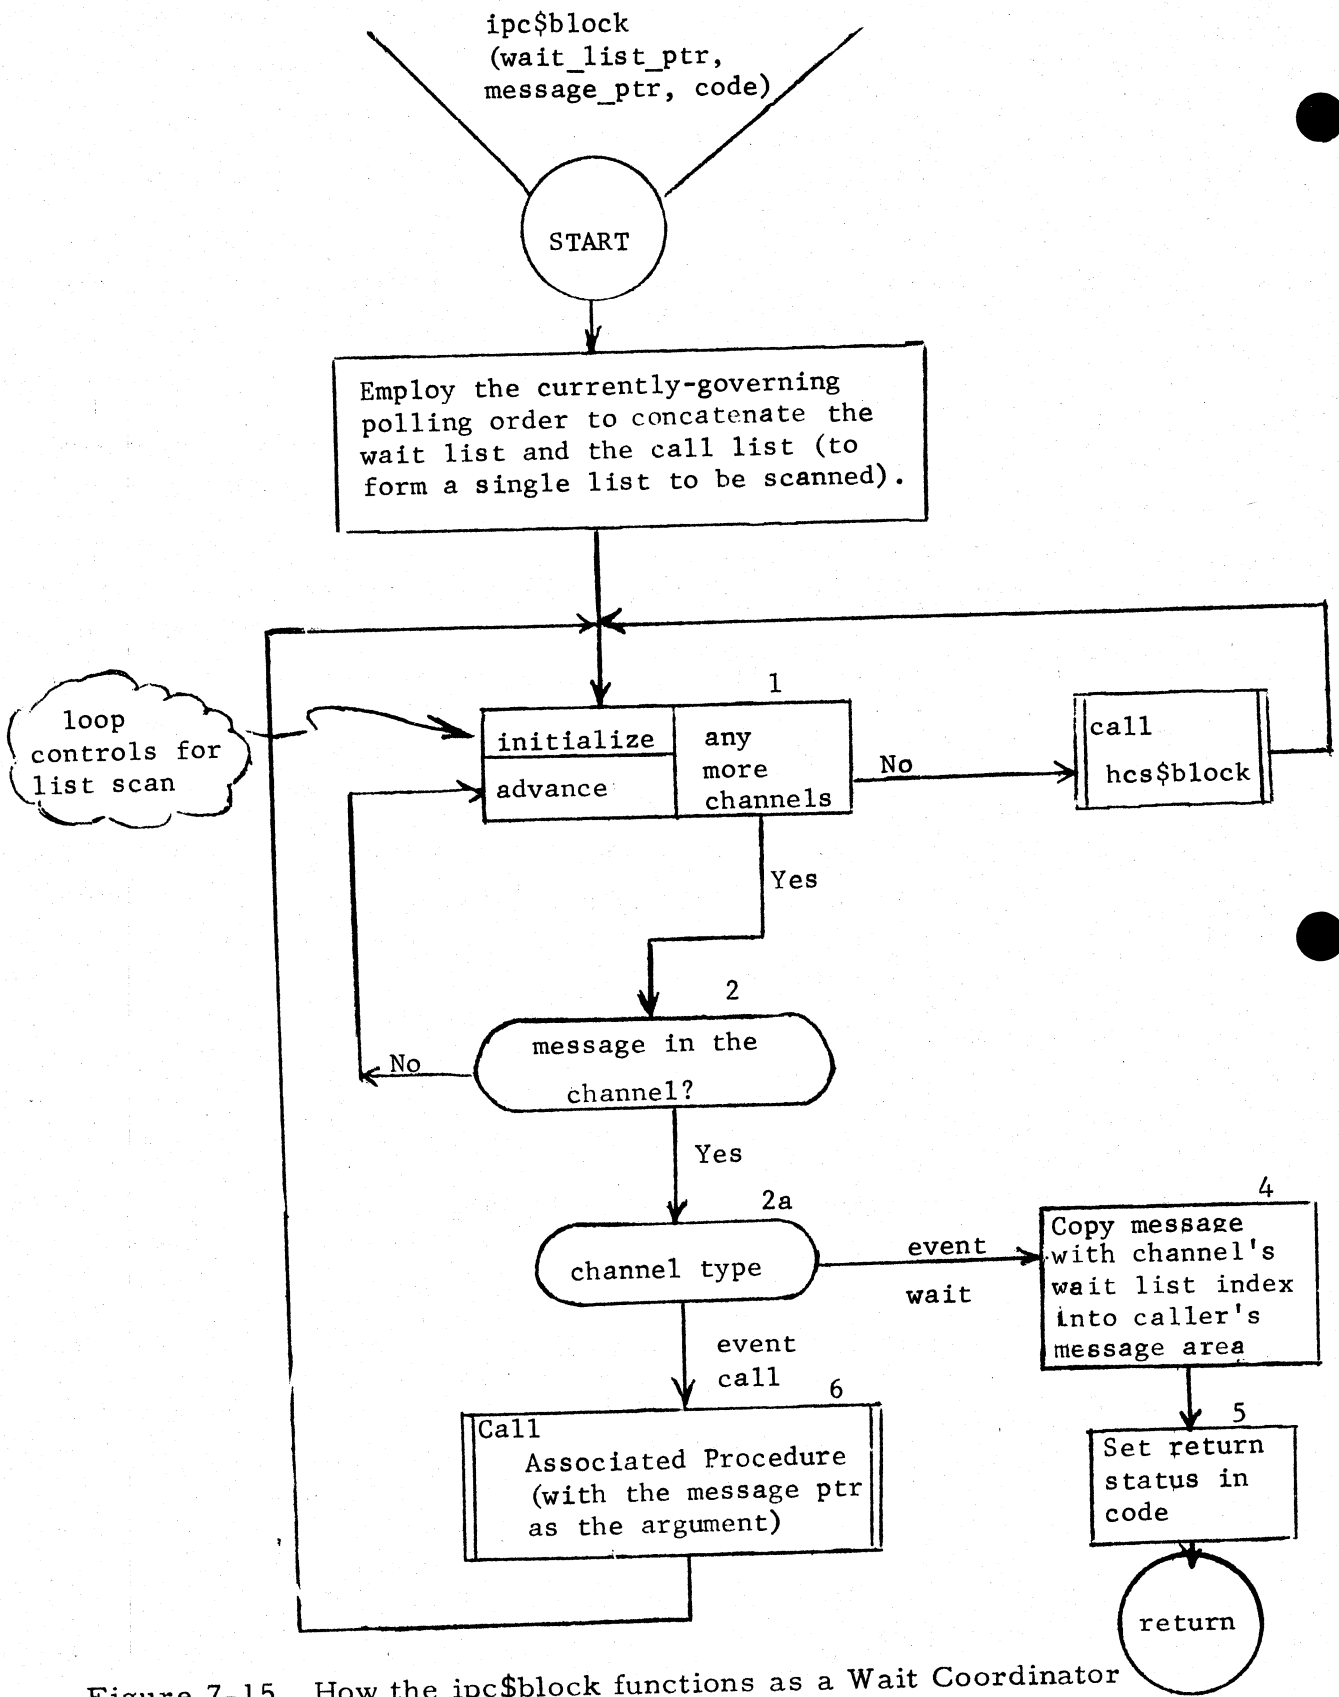 ipc$block
(wait_list_ptr,
message_ptr, code)
START
Employ the currently-governing
polling order to concatenate the
wait list and the call list (to
form a single list to be scanned).
loop
controls for
list scan
1
initialize
advance
any
more
channels
No
call
hcs$block
Yes
2
message in the
channel?
No
Yes
2a
channel type
event
wait
4
Copy message
with channel's
wait list index
into caller's
message area
event
call
6
Call
Associated Procedure
(with the message ptr
as the argument)
5
Set return
status in
code
return
Figure 7-15 How the ipc$block functions as a Wait Coordinator